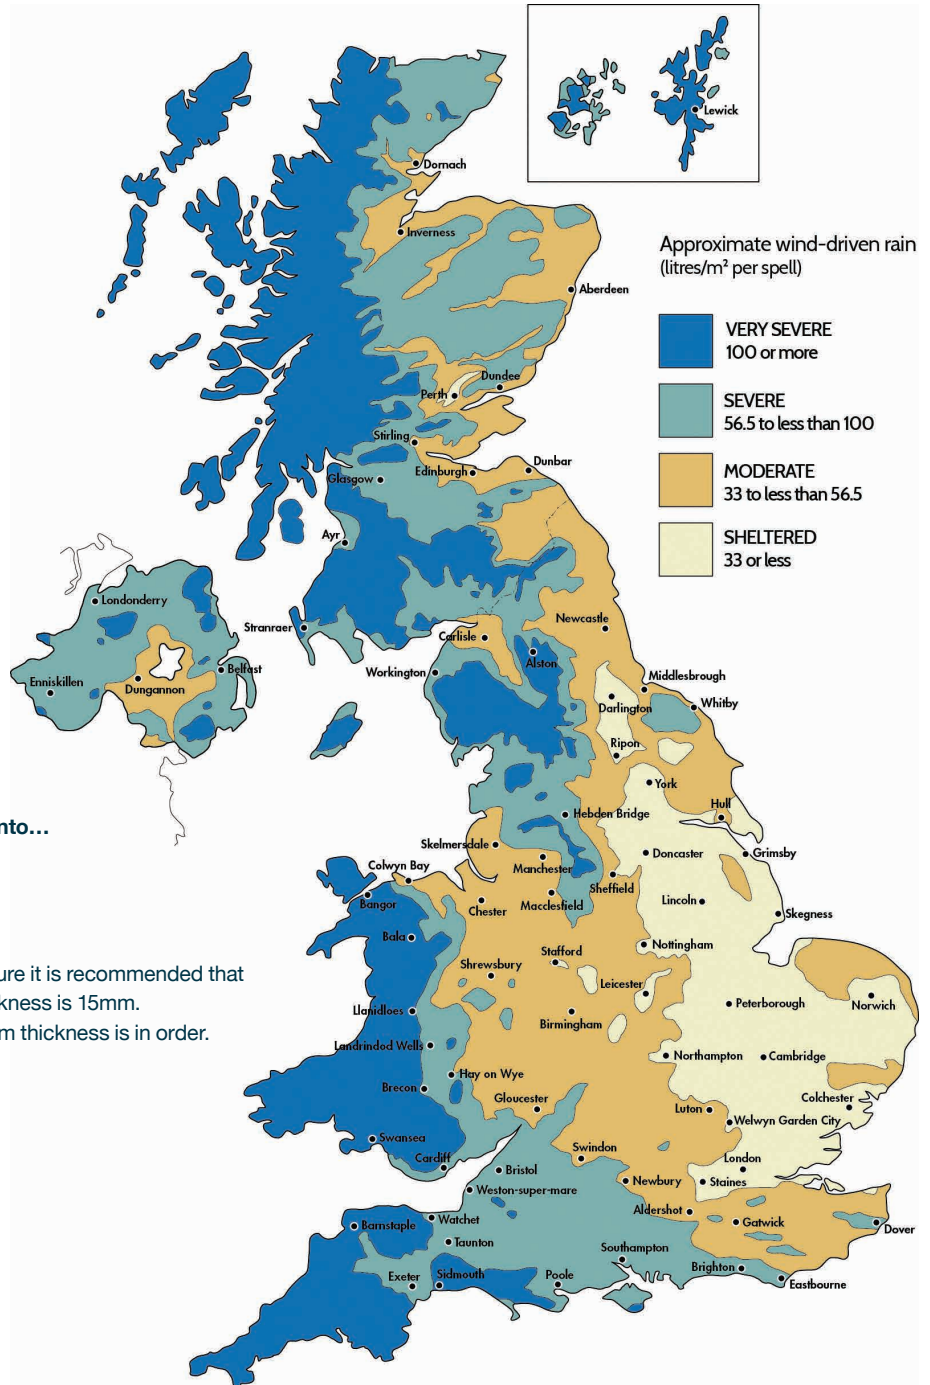 Lewick
Dornach
Inverness
Approximate wind-driven rain
(litres/m² per spell)
Aberdeen
VERY SEVERE
100 or more
Dundee
Perth
SEVERE
56.5 to less than 100
Stirling
Edinburgh
Dunbar
MODERATE
33 to less than 56.5
Glasgow
SHELTERED
33 or less
Ayr
Londonderry
Stranraer
Newcastle
Carlisle
Alston
Workington
Belfast
Enniskillen
Dungannon
Middlesbrough
Whitby
Darlington
Ripon
York
Hull
Hebden Bridge
nto…
Skelmersdale
Manchester
Doncaster
Grimsby
Colwyn Bay
Sheffield
Bangor
Chester
Macclesfield
Lincoln
Skegness
Bala
Nottingham
Stafford
Shrewsbury
ure it is recommended that
Leicester
kness is 15mm.
Peterborough
Norwich
Llanidloes
Birmingham
m thickness is in order.
Landrindod Wells
Northampton
Cambridge
Hay on Wye
Brecon
Gloucester
Colchester
Luton
Welwyn Garden City
Swansea
Cardiff
Swindon
London
Bristol
Newbury
Staines
Weston-super-mare
Aldershot
Watchet
Barnstaple
Gatwick
Dover
Taunton
Southampton
Brighton
Exeter
Sidmouth
Poole
Eastbourne